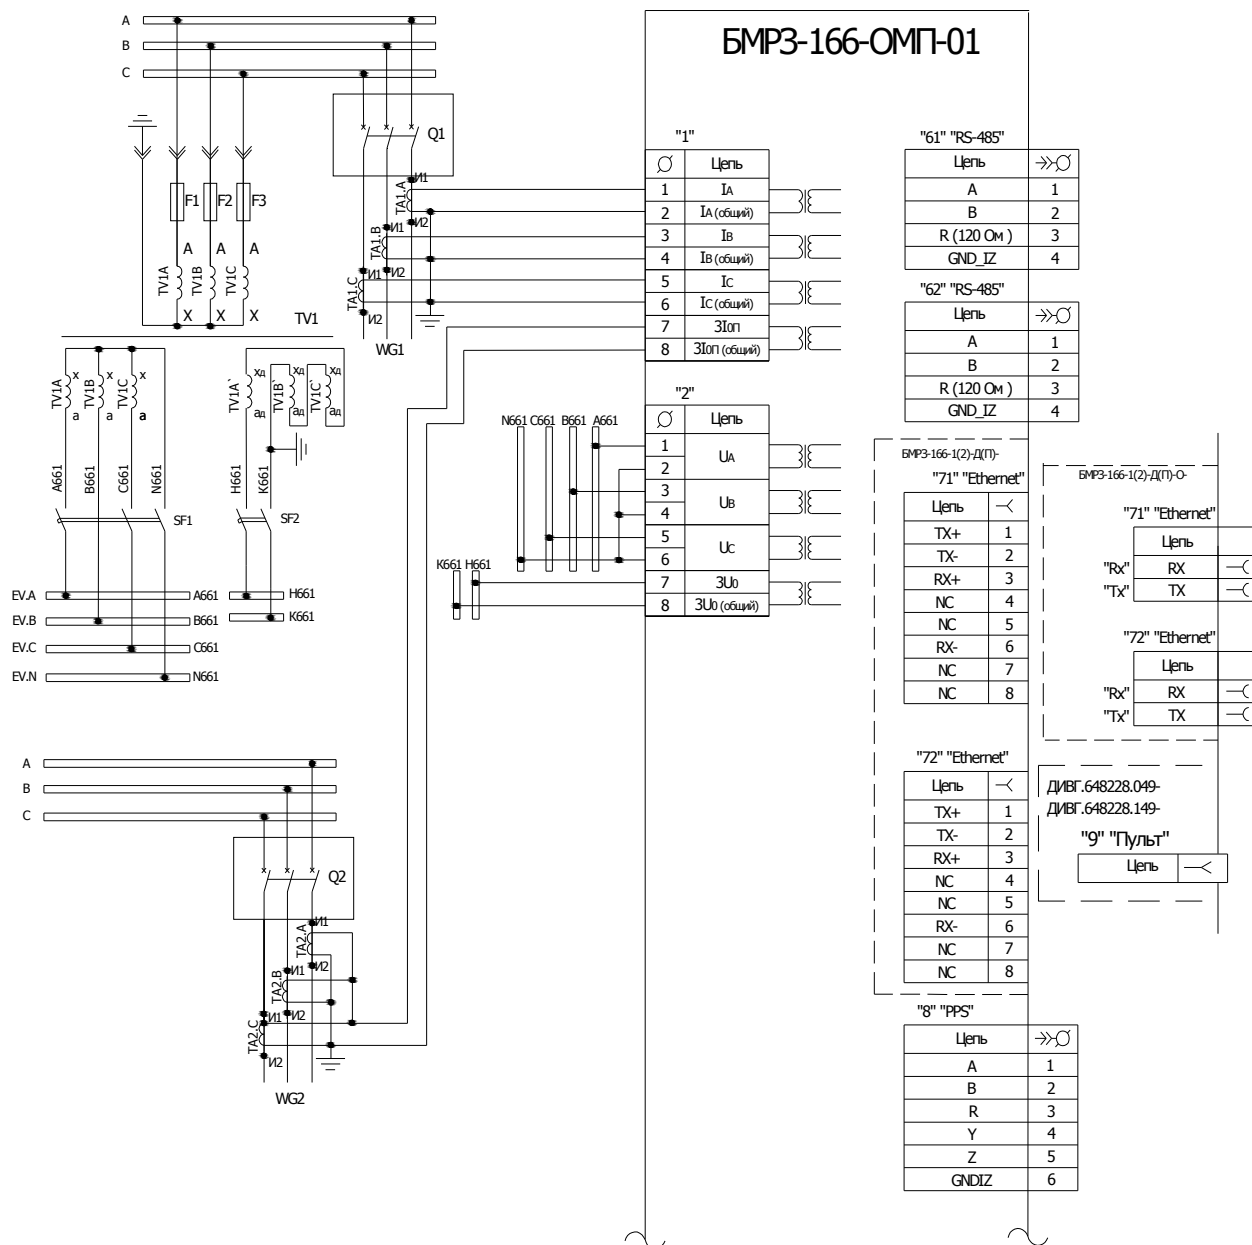 БМРЗ-166-ОМП-01
A
B
C
Q1
F1
F2
F3
A
A
A
TV1A
TV1B
TV1C
X
X
X
TV1
И1
TA1.A
И2
И1
TA1.B
И2
И1
TA1.C
И2
WG1
"1"
Цепь
1 IA
2 IA (общий)
3 IB
4 IB (общий)
5 IC
6 IC (общий)
7 3I0П
8 3I0П (общий)
"2"
Цепь
1 UA
2
3 UB
4
5 UC
6
7 3U0
8 3U0 (общий)
N661 C661 B661 A661
K661 H661
TV1A
TV1B
TV1C
x
x
x
a
a
a
TV1A`
TV1B`
TV1C`
xд
xд
xд
aд
aд
aд
A661
B661
C661
N661
H661
K661
SF1
SF2
EV.A
A661
H661
EV.B
B661
K661
EV.C
C661
EV.N
N661
A
B
C
Q2
И1
TA2.A
И2
И1
TA2.B
И2
И1
TA2.C
И2
WG2
"61" "RS-485"
Цепь
A 1
B 2
R (120 Ом ) 3
GND_IZ 4
"62" "RS-485"
Цепь
A 1
B 2
R (120 Ом ) 3
GND_IZ 4
БМРЗ-166-1(2)-Д(П)-
"71" "Ethernet"
Цепь
TX+ 1
TX- 2
RX+ 3
NC 4
NC 5
RX- 6
NC 7
NC 8
"72" "Ethernet"
Цепь
TX+ 1
TX- 2
RX+ 3
NC 4
NC 5
RX- 6
NC 7
NC 8
"8" "PPS"
Цепь
A 1
B 2
R 3
Y 4
Z 5
GNDIZ 6
БМРЗ-166-1(2)-Д(П)-О-
"71" "Ethernet"
Цепь
"Rx" RX
"Tx" TX
"72" "Ethernet"
Цепь
"Rx" RX
"Tx" TX
ДИВГ.648228.049-
ДИВГ.648228.149-
"9" "Пульт"
Цепь